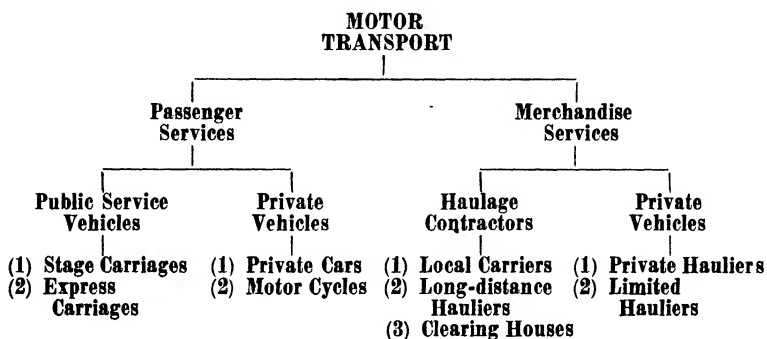 MOTOR
TRANSPORT
Passenger
Services
Merchandise
Services
Public Service
Vehicles
Private
Vehicles
Haulage
Contractors
Private
Vehicles
(1) Stage Carriages
(2) Express
Carriages
(1) Private Cars
(2) Motor Cycles
(1) Local Carriers
(2) Long-distance
Hauliers
(3) Clearing Houses
(1) Private Hauliers
(2) Limited
Hauliers